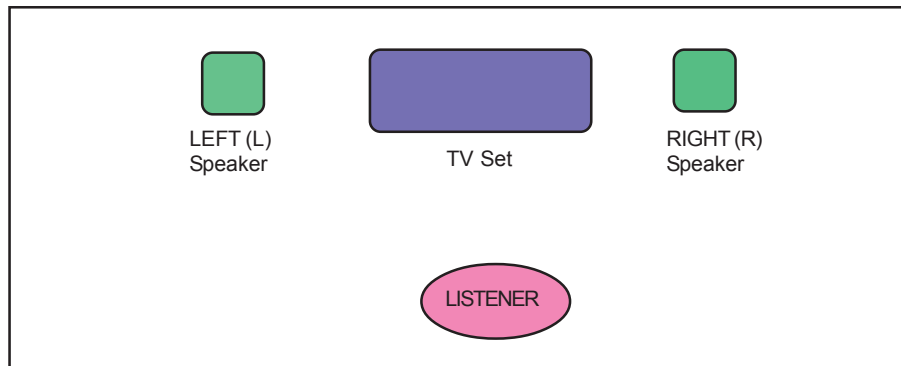 LEFT (L)
Speaker
TV Set
RIGHT (R)
Speaker
LISTENER